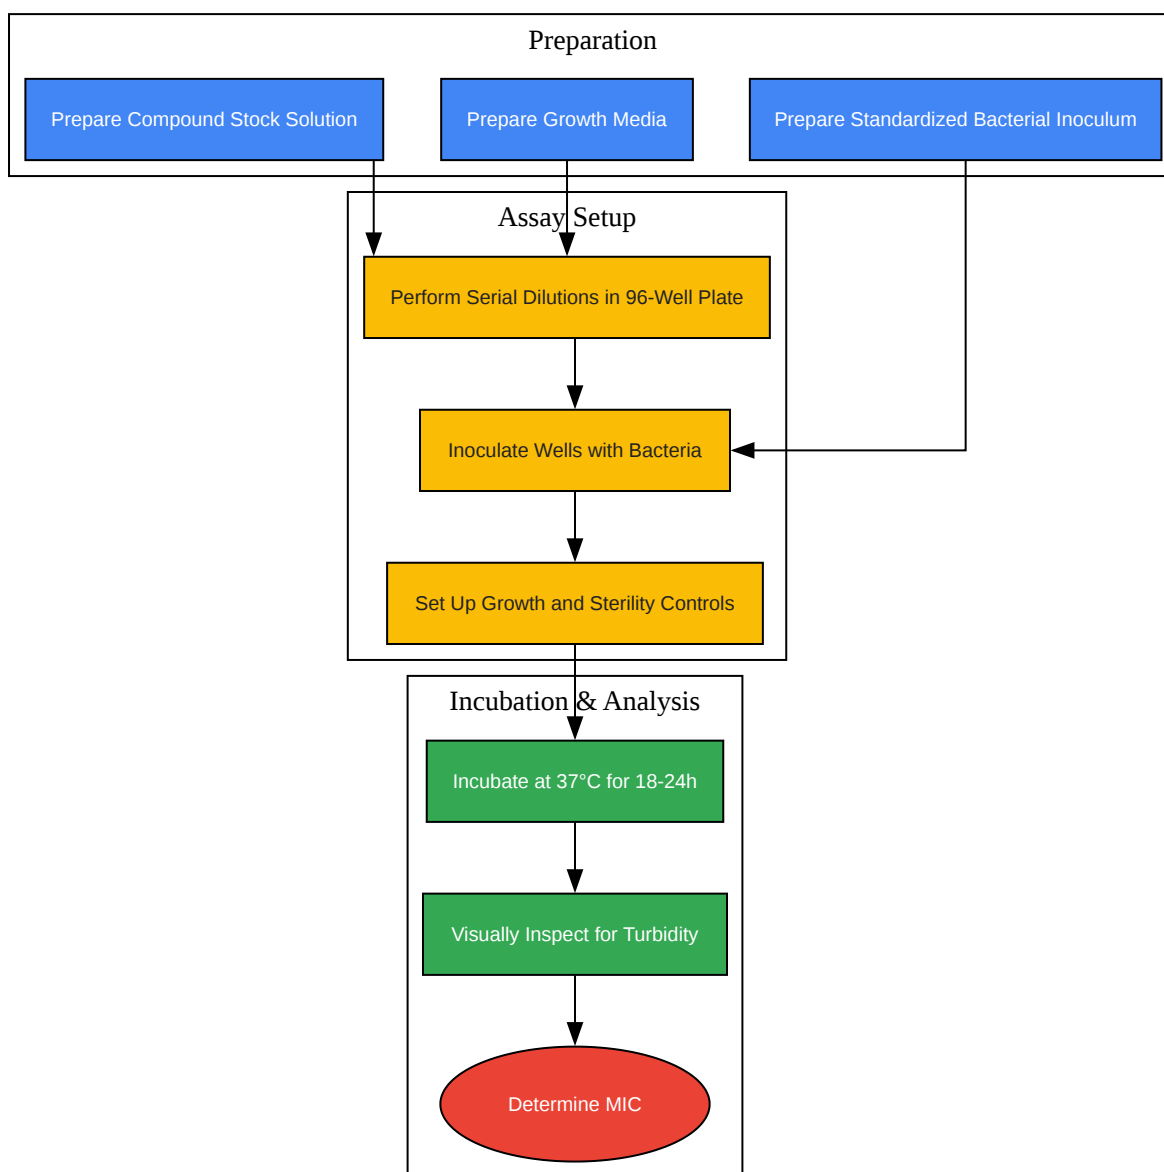 Preparation
Prepare Compound Stock Solution
Prepare Growth Media
Prepare Standardized Bacterial Inoculum
Assay Setup
Perform Serial Dilutions in 96-Well Plate
Inoculate Wells with Bacteria
Set Up Growth and Sterility Controls
Incubation & Analysis
Incubate at 37°C for 18-24h
Visually Inspect for Turbidity
Determine MIC